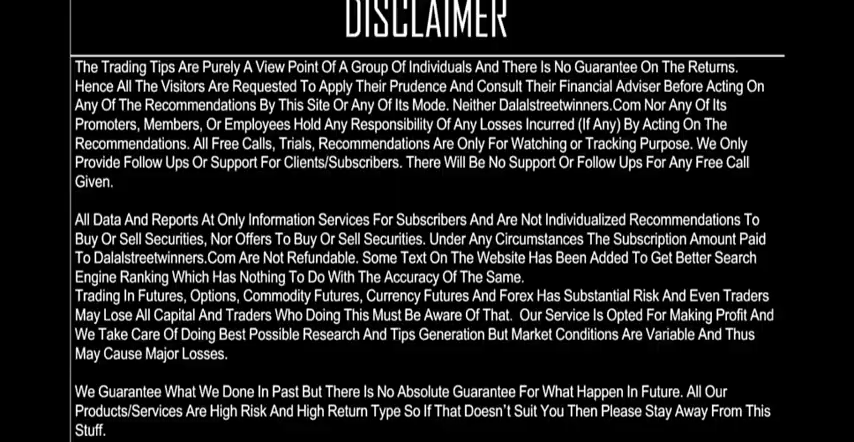 DISCLAIMER
The Trading Tips Are Purely A View Point Of A Group Of Individuals And There Is No Guarantee On The Returns.
Hence All The Visitors Are Requested To Apply Their Prudence And Consult Their Financial Adviser Before Acting On
Any Of The Recommendations By This Site Or Any Of Its Mode. Neither Dalalstreetwinners.Com Nor Any Of Its
Promoters, Members, Or Employees Hold Any Responsibility Of Any Losses Incurred (If Any) By Acting On The
Recommendations. All Free Calls, Trials, Recommendations Are Only For Watching or Tracking Purpose. We Only
Provide Follow Ups Or Support For Clients/Subscribers. There Will Be No Support Or Follow Ups For Any Free Call
Given.
All Data And Reports At Only Information Services For Subscribers And Are Not Individualized Recommendations To
Buy Or Sell Securities, Nor Offers To Buy Or Sell Securities. Under Any Circumstances The Subscription Amount Paid
To Dalalstreetwinners.Com Are Not Refundable. Some Text On The Website Has Been Added To Get Better Search
Engine Ranking Which Has Nothing To Do With The Accuracy Of The Same.
Trading In Futures, Options, Commodity Futures, Currency Futures And Forex Has Substantial Risk And Even Traders
May Lose All Capital And Traders Who Doing This Must Be Aware Of That. Our Service Is Opted For Making Profit And
We Take Care Of Doing Best Possible Research And Tips Generation But Market Conditions Are Variable And Thus
May Cause Major Losses.
We Guarantee What We Done In Past But There Is No Absolute Guarantee For What Happen In Future. All Our
Products/Services Are High Risk And High Return Type So If That Doesn't Suit You Then Please Stay Away From This
Stuff.